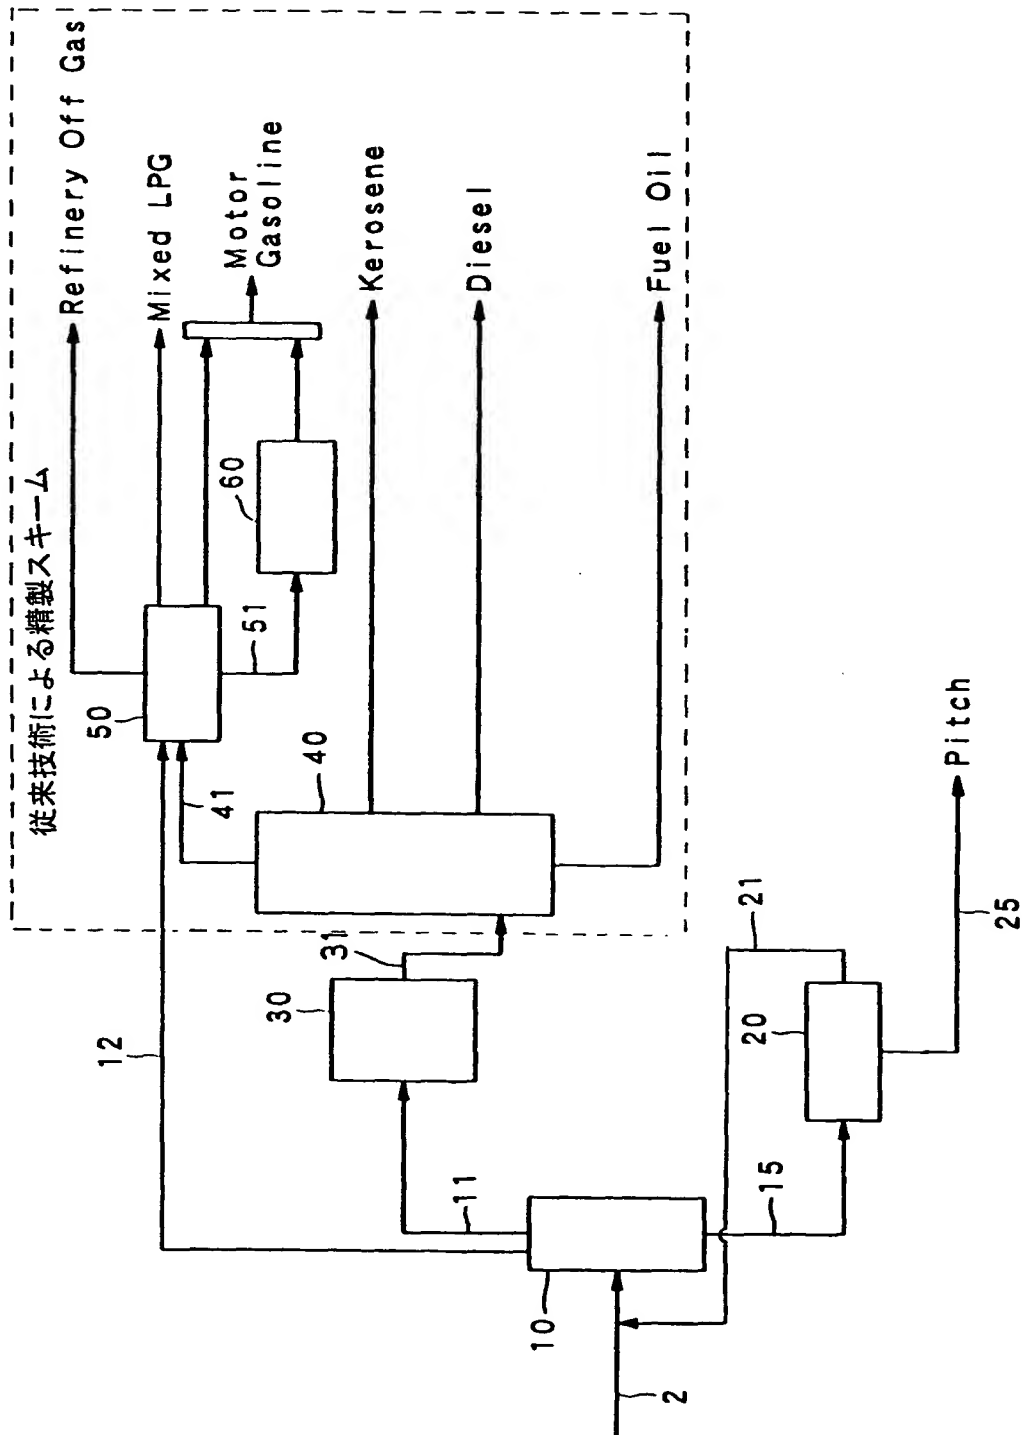 従来技術による精製スキーム
Refinery Off Gas
Mixed LPG
Motor
Gasoline
Kerosene
Diesel
Fuel Oil
Pitch
50
51
60
41
40
12
31
30
11
10
2
15
20
21
25